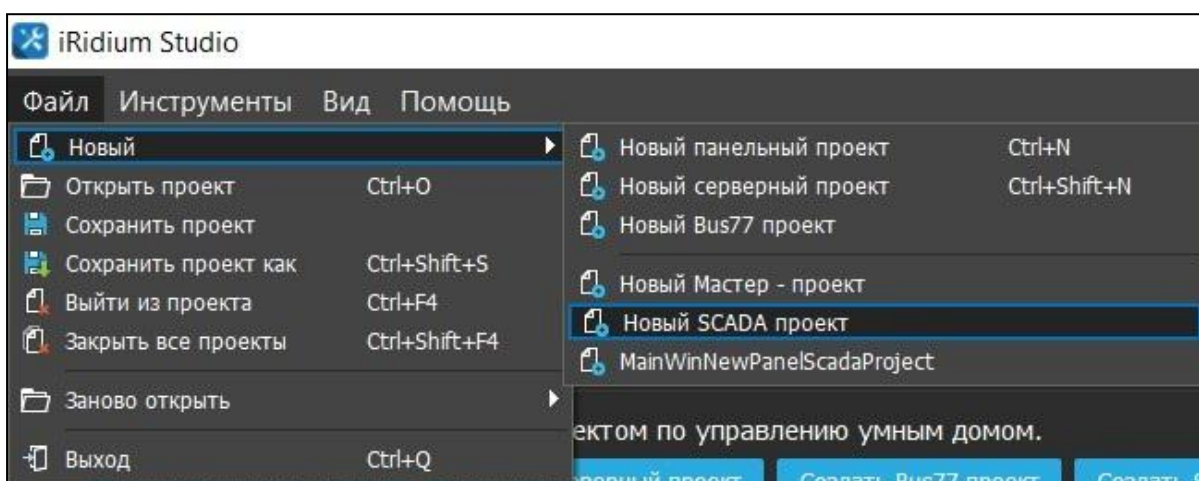 iRidium Studio
Файл Инструменты Вид Помощь
Новый
Открыть проект Ctrl+O
Сохранить проект
Сохранить проект как Ctrl+Shift+S
Выйти из проекта Ctrl+F4
Закрыть все проекты Ctrl+Shift+F4
Заново открыть
Выход Ctrl+Q
Новый панельный проект Ctrl+N
Новый серверный проект Ctrl+Shift+N
Новый Bus77 проект
Новый Мастер - проект
Новый SCADA проект
MainWinNewPanelScadaProject
ектом по управлению умным домом.
проект Создать Bus77 проект Создать